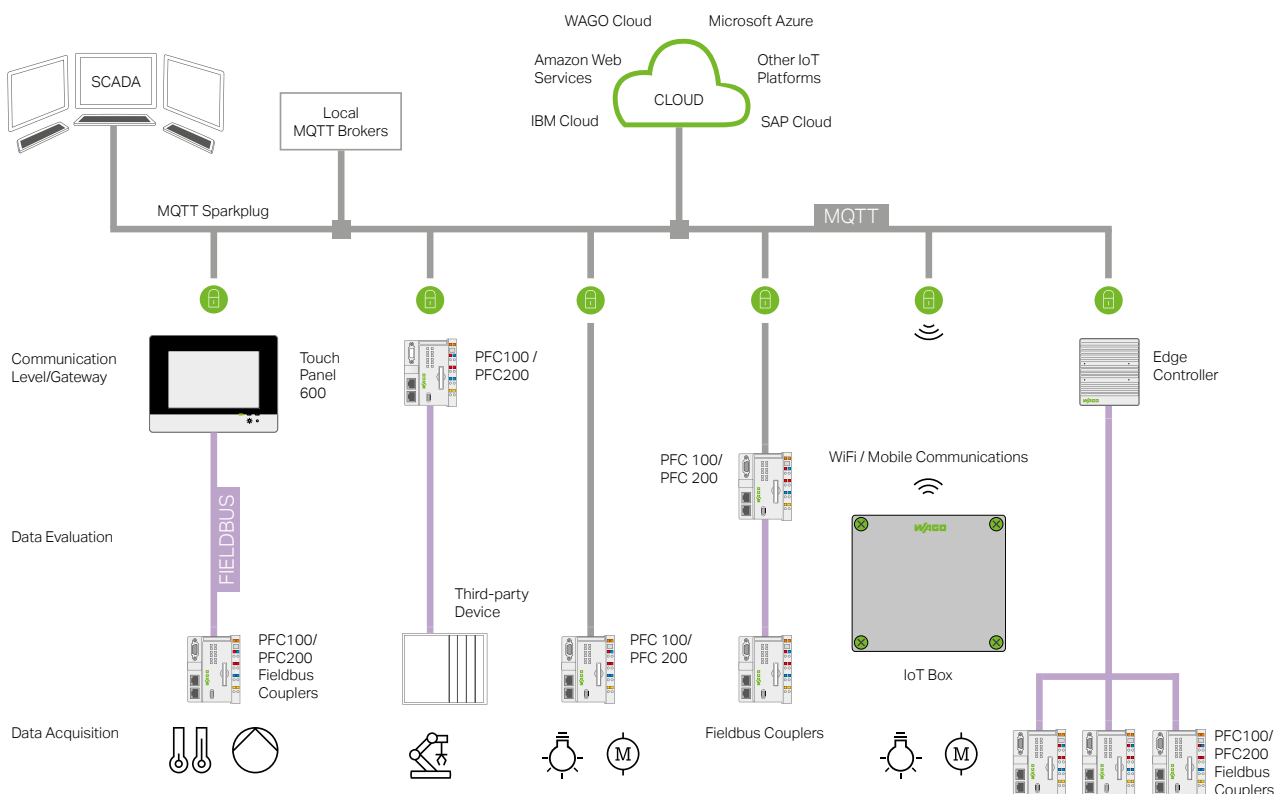 WAGO Cloud
Microsoft Azure
SCADA
Amazon Web
Services
Other IoT
Platforms
CLOUD
Local
MQTT Brokers
IBM Cloud
SAP Cloud
MQTT Sparkplug
MQTT
Communication
Level/Gateway
Touch
Panel
600
PFC100 /
PFC200
Edge
Controller
WAGO
PFC 100/
PFC 200
WiFi / Mobile Communications
WAGO
FIELDBUS
Data Evaluation
Third-party
Device
PFC100/
PFC200
Fieldbus
Couplers
PFC 100/
PFC 200
IoT Box
Data Acquisition
M
Fieldbus Couplers
M
PFC100/
PFC200
Fieldbus
Couplers